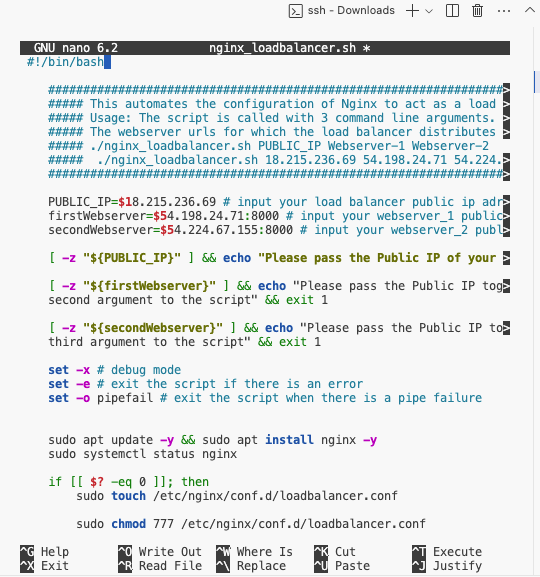 ssh - Downloads
GNU nano 6.2 nginx_loadbalancer.sh *
#!/bin/bash
################################################################>
##### This automates the configuration of Nginx to act as a load >
##### Usage: The script is called with 3 command line arguments. >
##### The webserver urls for which the load balancer distributes >
##### ./nginx_loadbalancer.sh PUBLIC_IP Webserver-1 Webserver-2
#####  ./nginx_loadbalancer.sh 18.215.236.69 54.198.24.71 54.224.>
################################################################>
PUBLIC_IP=$18.215.236.69 # input your load balancer public ip adr>
firstWebserver=$54.198.24.71:8000 # input your webserver_1 public>
secondWebserver=$54.224.67.155:8000 # input your webserver_2 publ>
[ -z "${PUBLIC_IP}" ] && echo "Please pass the Public IP of your >
[ -z "${firstWebserver}" ] && echo "Please pass the Public IP tog>
second argument to the script" && exit 1
[ -z "${secondWebserver}" ] && echo "Please pass the Public IP to>
third argument to the script" && exit 1
set -x # debug mode
set -e # exit the script if there is an error
set -o pipefail # exit the script when there is a pipe failure
sudo apt update -y && sudo apt install nginx -y
sudo systemctl status nginx
if [[ $? -eq 0 ]]; then
sudo touch /etc/nginx/conf.d/loadbalancer.conf
sudo chmod 777 /etc/nginx/conf.d/loadbalancer.conf
^G Help ^O Write Out ^W Where Is ^K Cut ^T Execute
^X Exit ^R Read File ^\ Replace ^U Paste ^J Justify